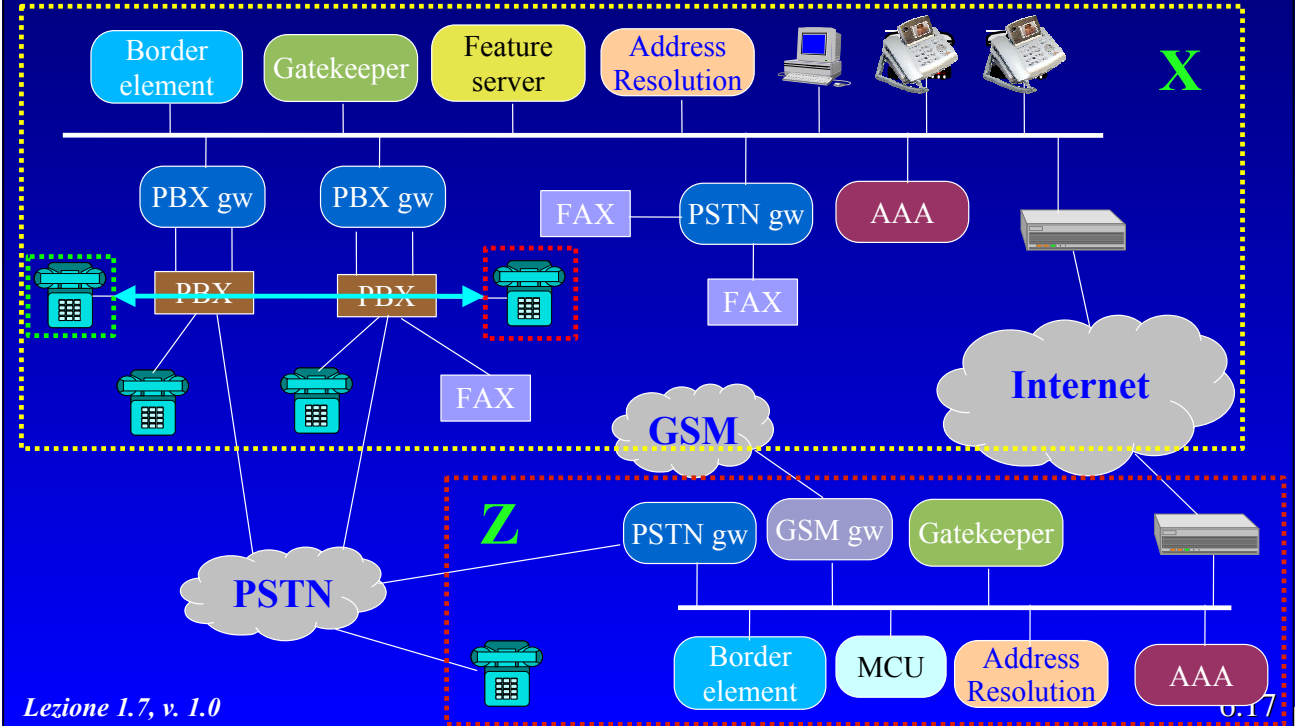 Border
element
Gatekeeper
Feature
server
Address
Resolution
X
PBX gw
PBX gw
FAX
PSTN gw
AAA
PBX
PBX
FAX
FAX
Internet
GSM
Z
PSTN gw
GSM gw
Gatekeeper
PSTN
Border
element
MCU
Address
Resolution
AAA
Lezione 1.7, v. 1.0
6.17